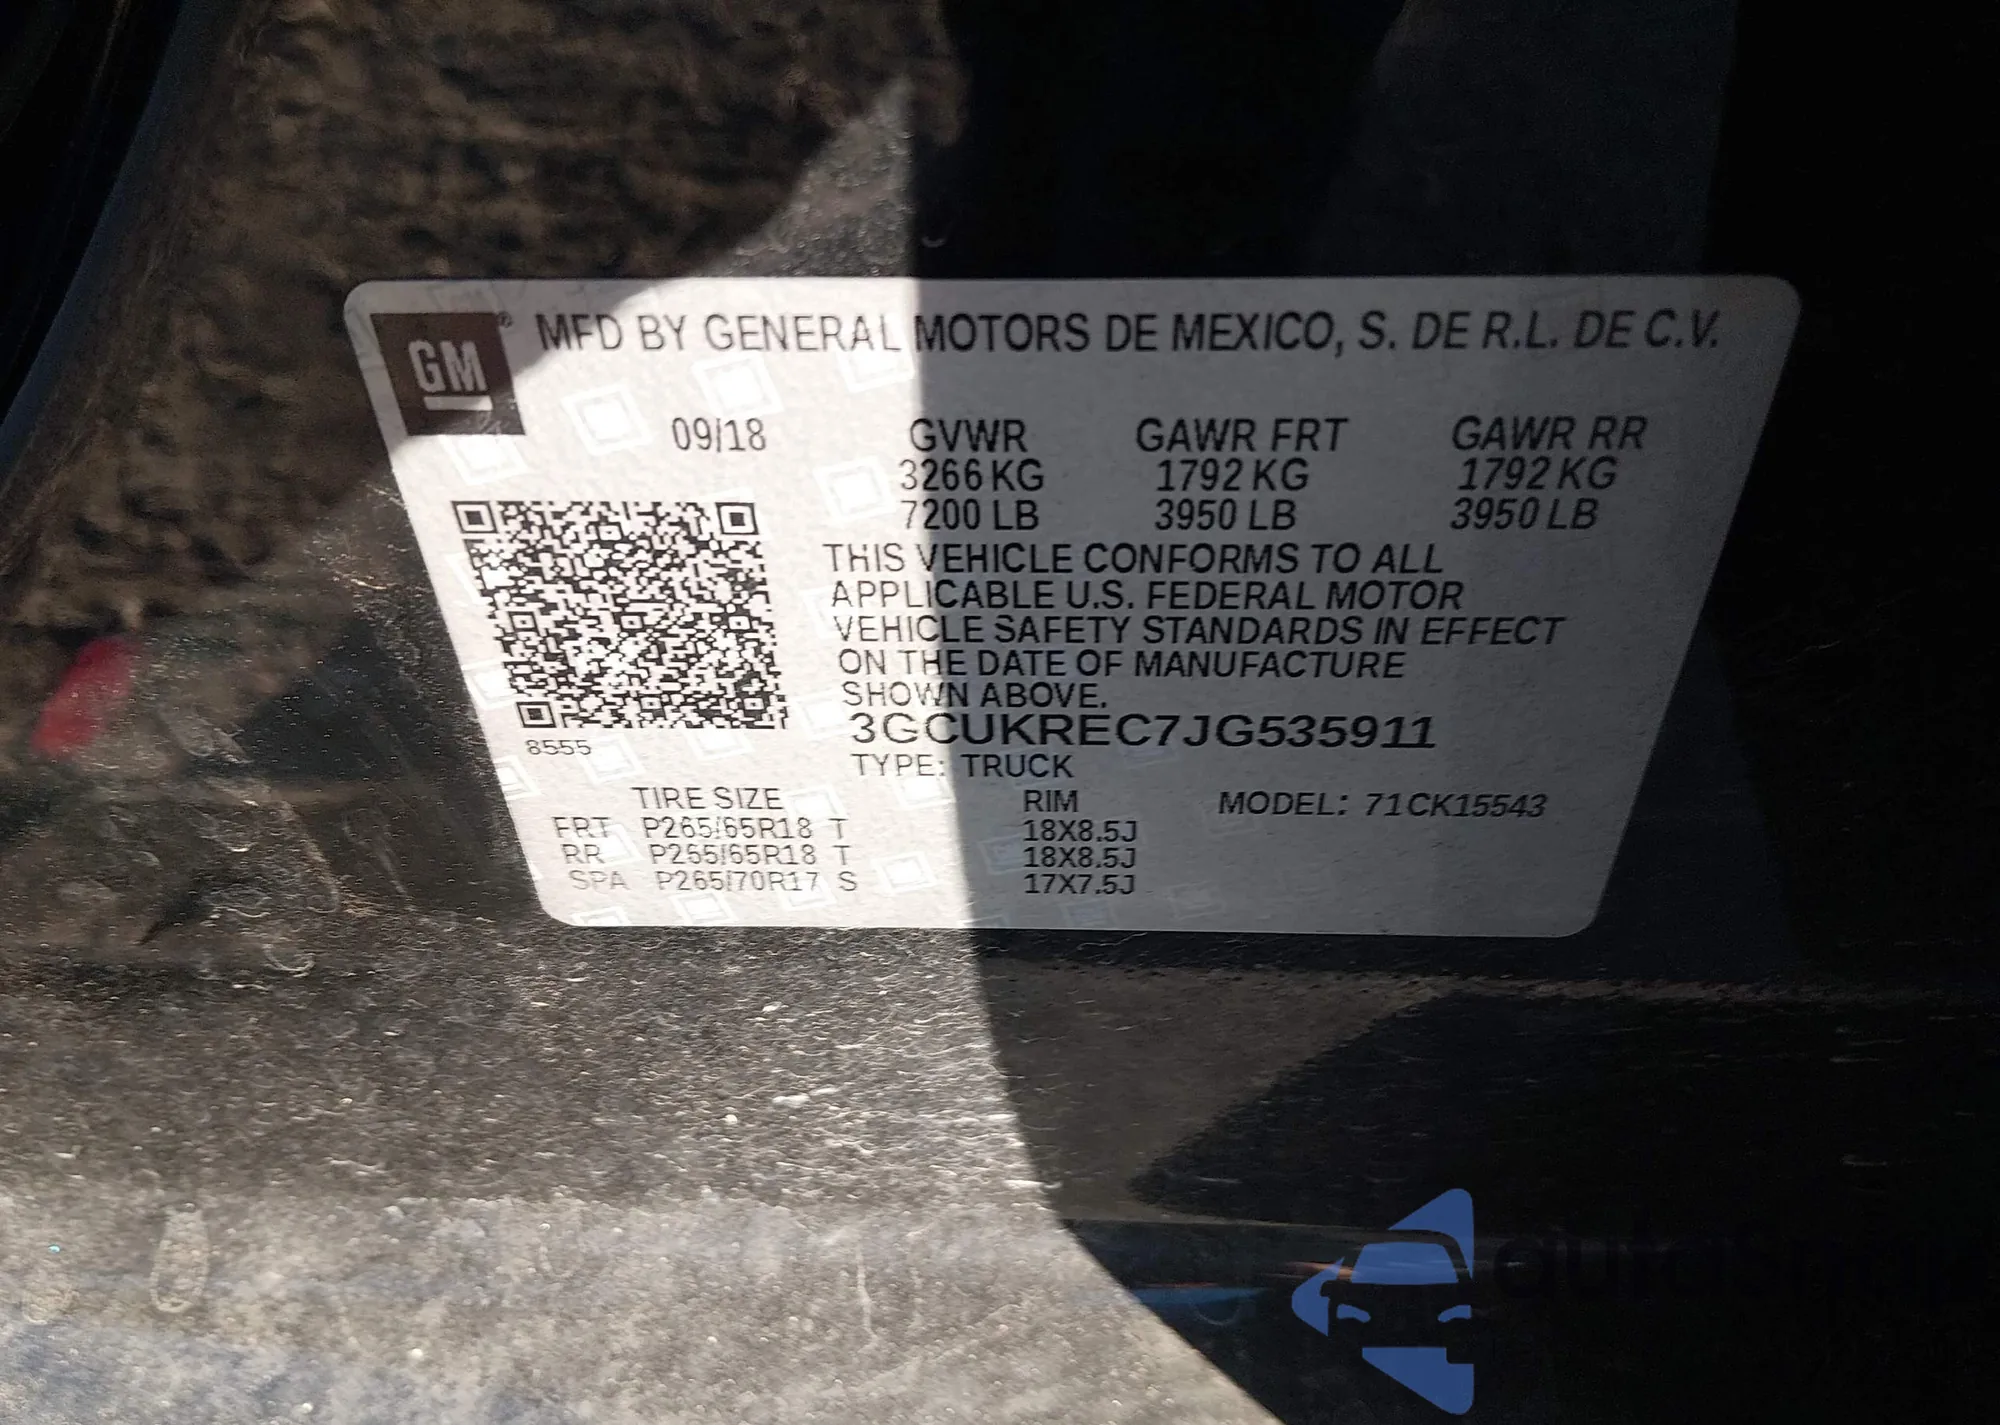 GM® MFD BY GENERAL MOTORS DE MEXICO, S. DE R.L. DE C.V.
09/18 GVWR GAWR FRT GAWR RR
3266 KG 1792 KG 1792 KG
7200 LB 3950 LB 3950 LB
THIS VEHICLE CONFORMS TO ALL
APPLICABLE U.S. FEDERAL MOTOR
VEHICLE SAFETY STANDARDS IN EFFECT
ON THE DATE OF MANUFACTURE
SHOWN ABOVE.
3GCUKREC7JG535911
8555
TYPE: TRUCK
TIRE SIZE RIM MODEL: 71CK15543
FRT P265/65R18 T 18X8.5J
RR P265/65R18 T 18X8.5J
SPA P265/70R17 S 17X7.5J